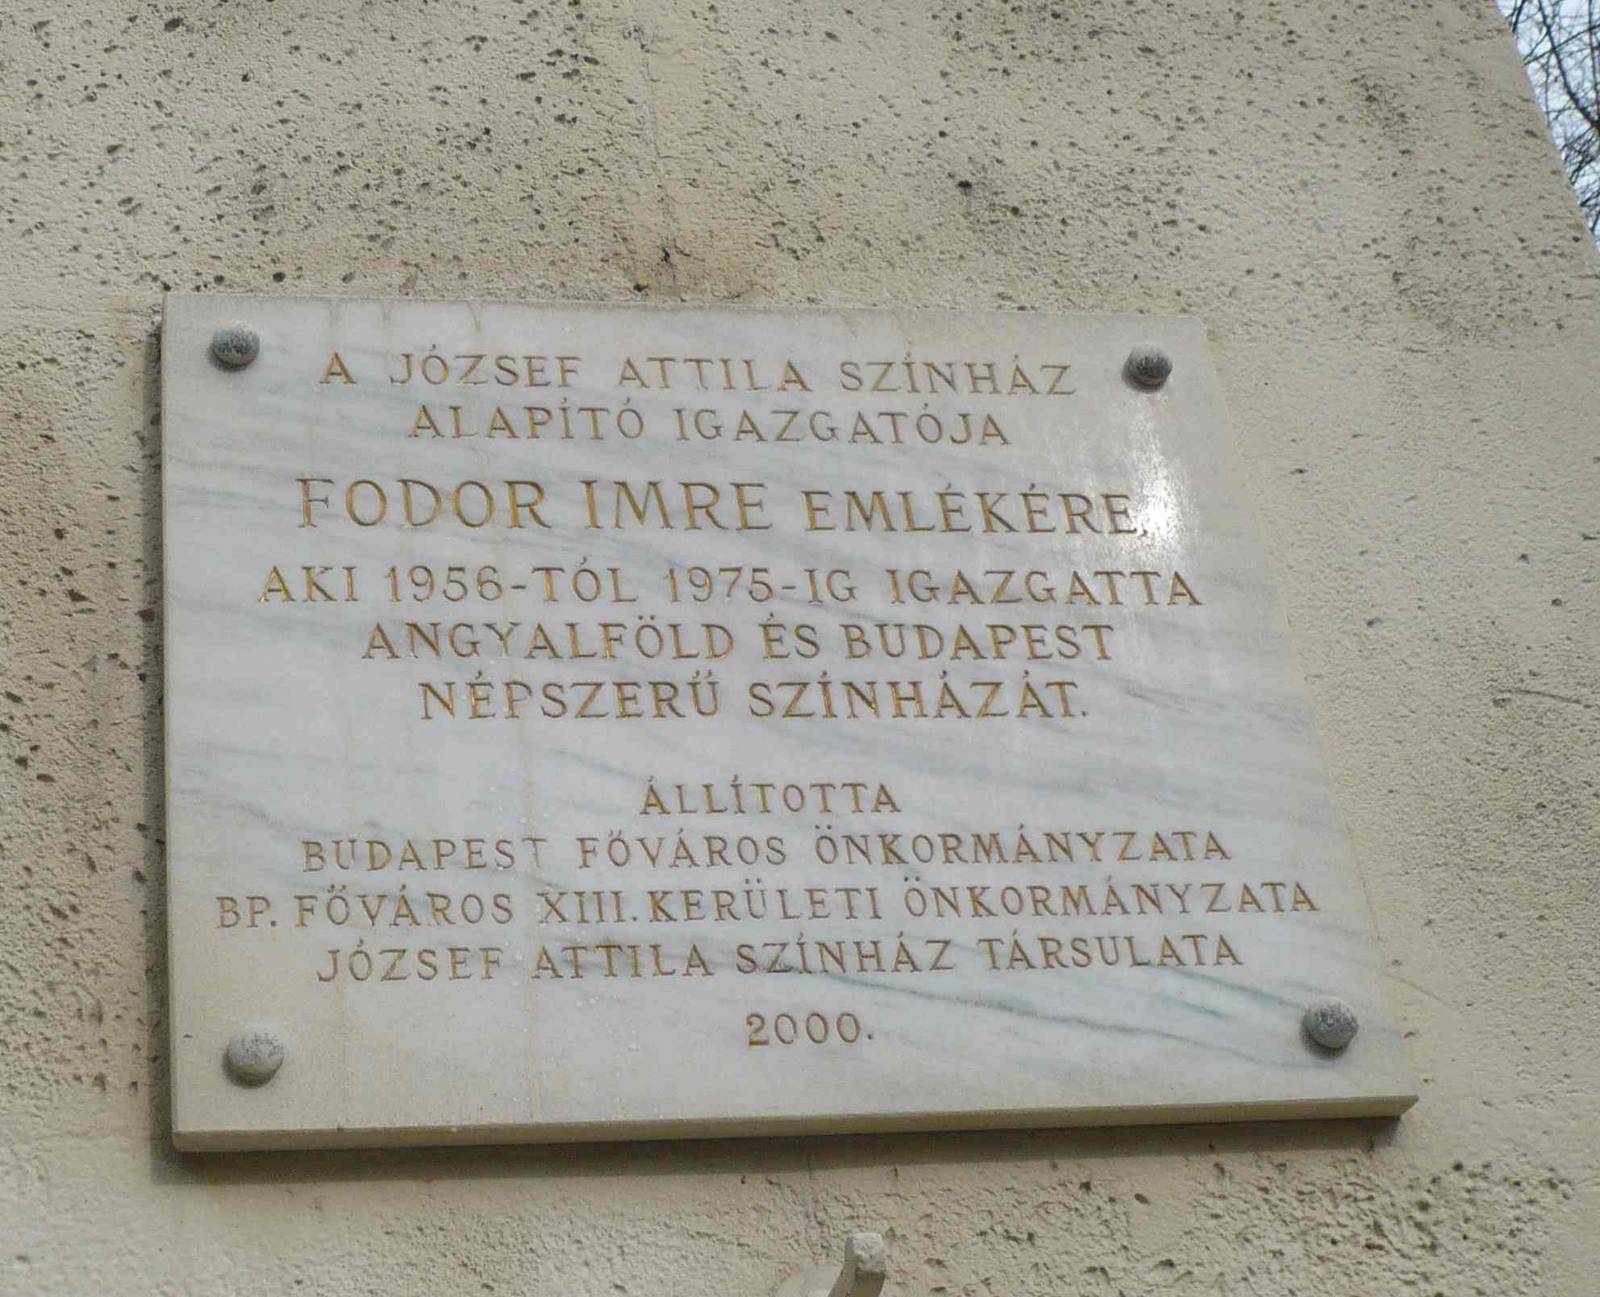 A JÓZSEF ATTILA SZÍNHÁZ
ALAPÍTÓ IGAZGATÓJA
FODOR IMRE EMLÉKÉRE,
AKI 1956-TÓL 1975-IG IGAZGATTA
ANGYALFÖLD ÉS BUDAPEST
NÉPSZERŰ SZÍNHÁZÁT.
ÁLLÍTOTTA
BUDAPEST FŐVÁROS ÖNKORMÁNYZATA
BP. FŐVÁROS XIII. KERÜLETI ÖNKORMÁNYZATA
JÓZSEF ATTILA SZÍNHÁZ TÁRSULATA
2000.